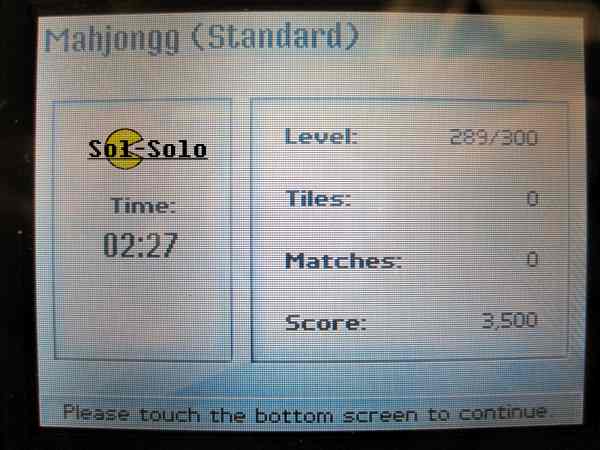 Mahjongg (Standard)
Sol-Solo
Time:
02:27
Level: 289/300
Tiles: 0
Matches: 0
Score: 3,500
Please touch the bottom screen to continue.